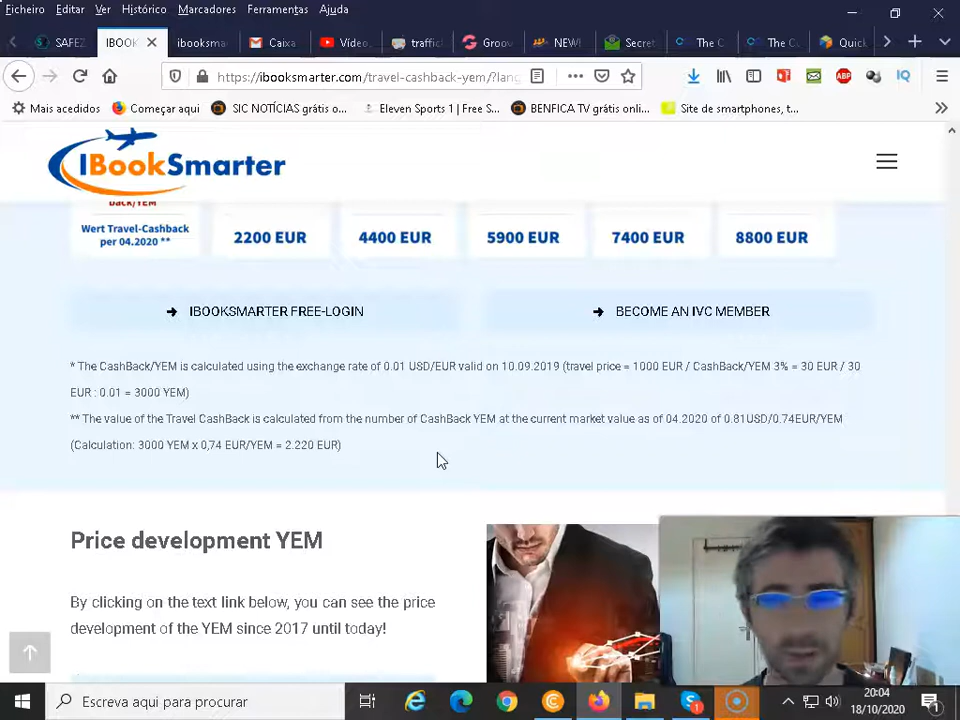 Ficheiro Editar Ver Histórico Marcadores Ferramentas Ajuda
SAFEZ IBOOK ibooksma Caixa Vídeo traffic Groov NEW! Secret The C The C Quick
https://ibooksmarter.com/travel-cashback-yem/?lang
ABP IQ
Mais acedidos Começar aqui SIC NOTÍCIAS grátis o... Eleven Sports 1 | Free S... BENFICA TV grátis onli... Site de smartphones, t...
IBookSmarter
back/YEM
Wert Travel-Cashback
per 04.2020 **
2200 EUR 4400 EUR 5900 EUR 7400 EUR 8800 EUR
IBOOKSMARTER FREE-LOGIN BECOME AN IVC MEMBER
* The CashBack/YEM is calculated using the exchange rate of 0.01 USD/EUR valid on 10.09.2019 (travel price = 1000 EUR / CashBack/YEM 3% = 30 EUR / 30
EUR : 0.01 = 3000 YEM)
** The value of the Travel CashBack is calculated from the number of CashBack YEM at the current market value as of 04.2020 of 0.81USD/0.74EUR/YEM
(Calculation: 3000 YEM x 0,74 EUR/YEM = 2.220 EUR)
Price development YEM
By clicking on the text link below, you can see the price
development of the YEM since 2017 until today!
Escreve aqui para procurar
20:04
18/10/2020